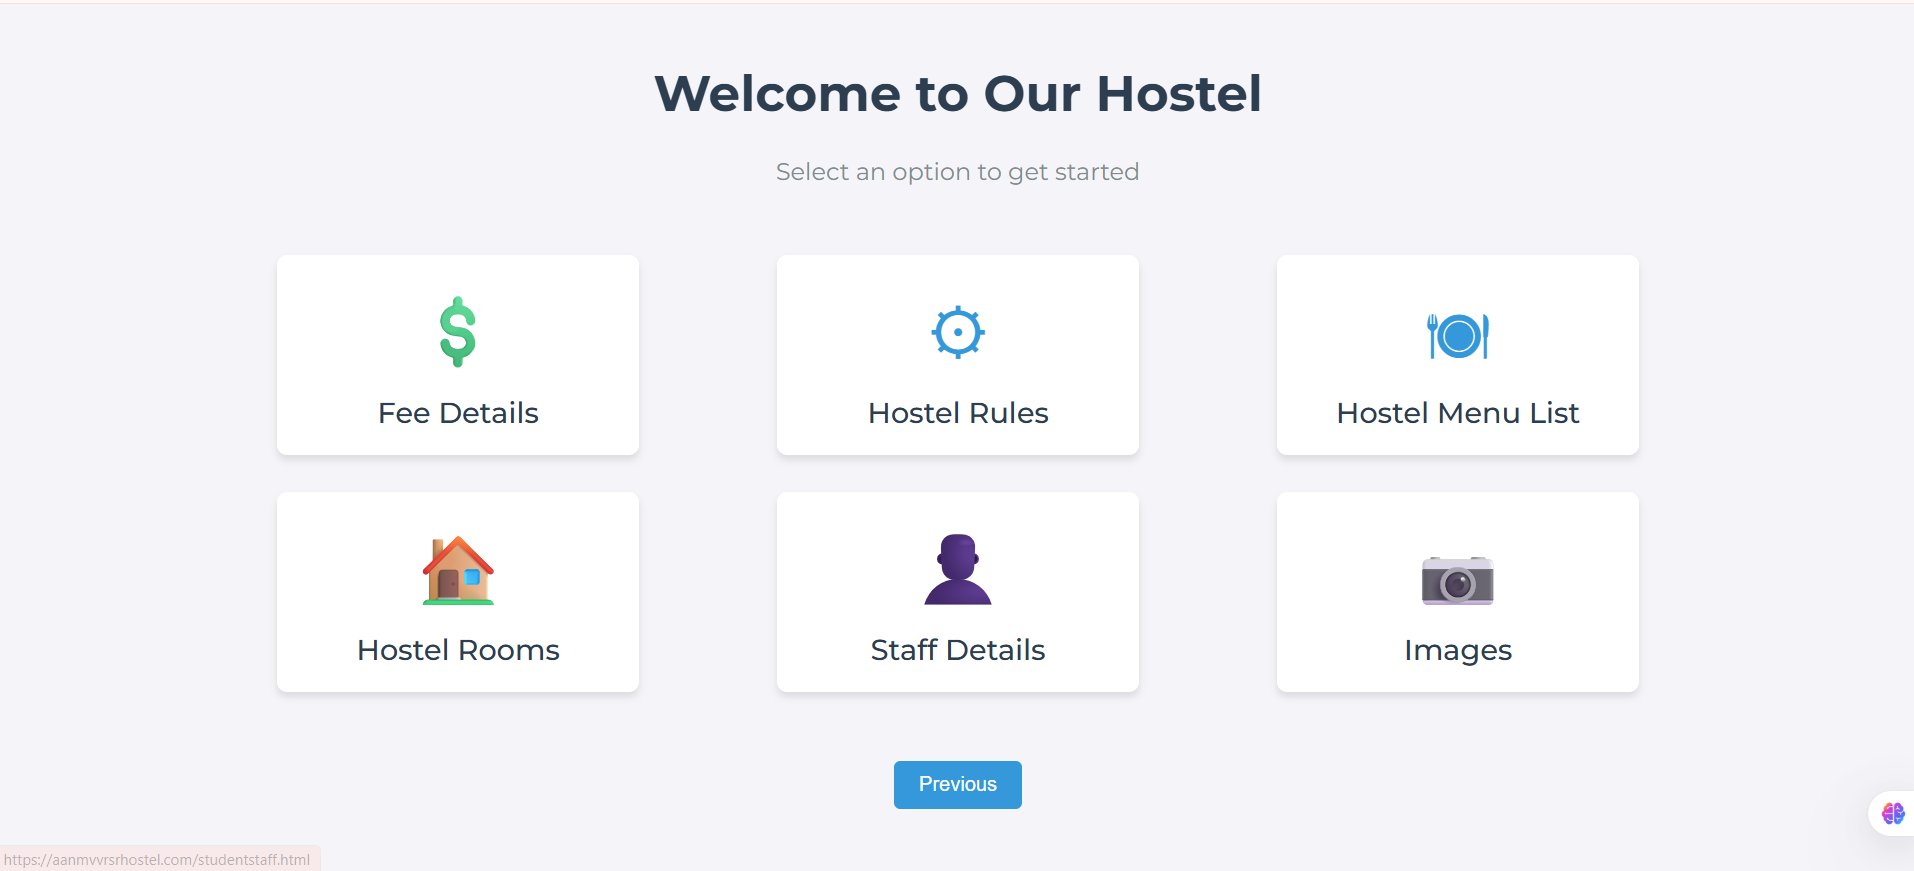 Welcome to Our Hostel
Select an option to get started
Fee Details
Hostel Rules
Hostel Menu List
Hostel Rooms
Staff Details
Images
Previous
https://aanmvvrsrhostel.com/studentstaff.html